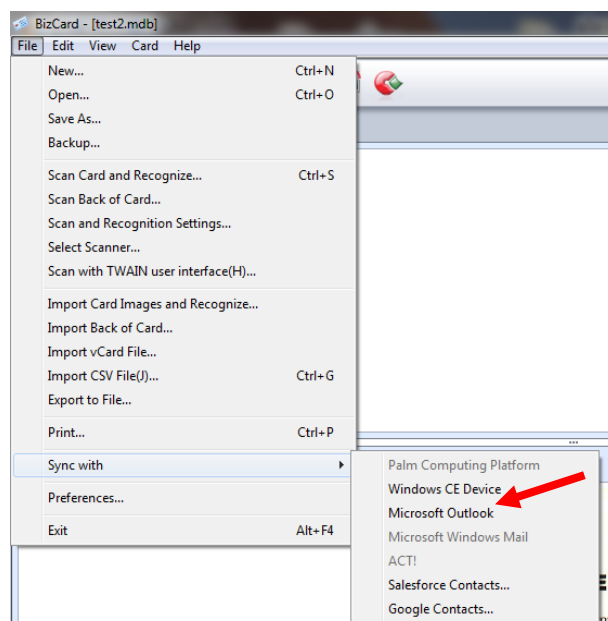 BizCard - [test2.mdb]
File Edit View Card Help
New... Ctrl+N
Open... Ctrl+O
Save As...
Backup...
Scan Card and Recognize... Ctrl+S
Scan Back of Card...
Scan and Recognition Settings...
Select Scanner...
Scan with TWAIN user interface(H)...
Import Card Images and Recognize...
Import Back of Card...
Import vCard File...
Import CSV File(J)... Ctrl+G
Export to File...
Print... Ctrl+P
Sync with
Preferences...
Exit Alt+F4
Palm Computing Platform
Windows CE Device
Microsoft Outlook
Microsoft Windows Mail
ACT!
Salesforce Contacts...
Google Contacts...